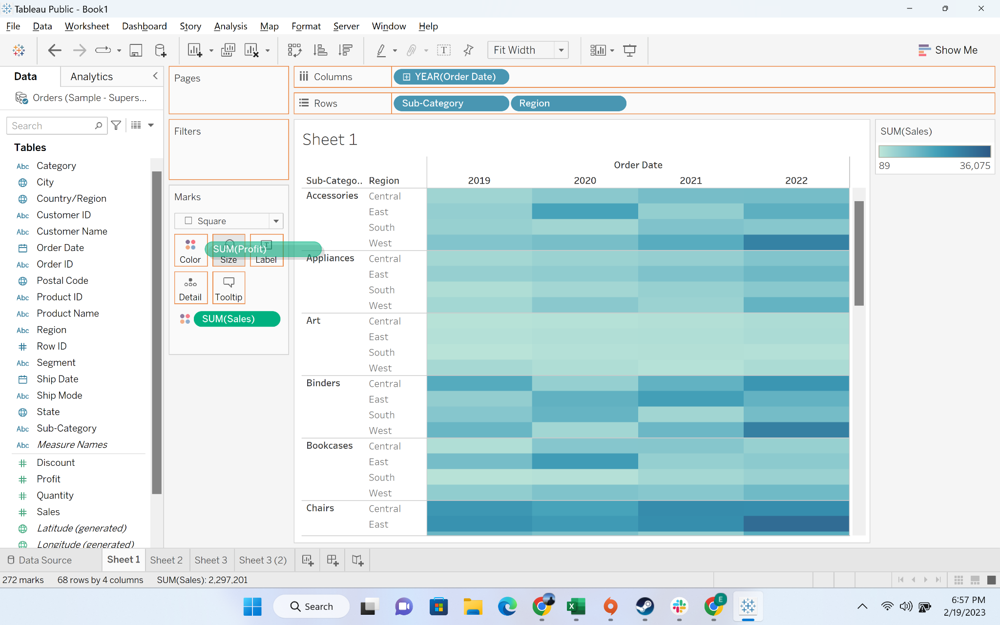 Tableau Public - Book1
File Data Worksheet Dashboard Story Analysis Map Format Server Window Help
Fit Width
Show Me
Data
Analytics
Orders (Sample - Supers...
Search
Tables
Abc Category
City
Country/Region
Abc Customer ID
Abc Customer Name
Order Date
Abc Order ID
Postal Code
Abc Product ID
Abc Product Name
Abc Region
Row ID
Abc Segment
Ship Date
Abc Ship Mode
State
Abc Sub-Category
Abc Measure Names
Discount
Profit
Quantity
Sales
Latitude (generated)
Longitude (generated)
Pages
Filters
Marks
Square
Color
Size
Label
SUM(Profit)
Detail
Tooltip
SUM(Sales)
Columns
YEAR(Order Date)
Rows
Sub-Category
Region
Sheet 1
Order Date
Sub-Catego.. Region 2019 2020 2021 2022
Accessories Central
East
South
West
Appliances Central
East
South
West
Art Central
East
South
West
Binders Central
East
South
West
Bookcases Central
East
South
West
Chairs Central
East
SUM(Sales)
89 36,075
Data Source
Sheet 1
Sheet 2
Sheet 3
Sheet 3 (2)
272 marks 68 rows by 4 columns SUM(Sales): 2,297,201
Search
E
6:57 PM
2/19/2023